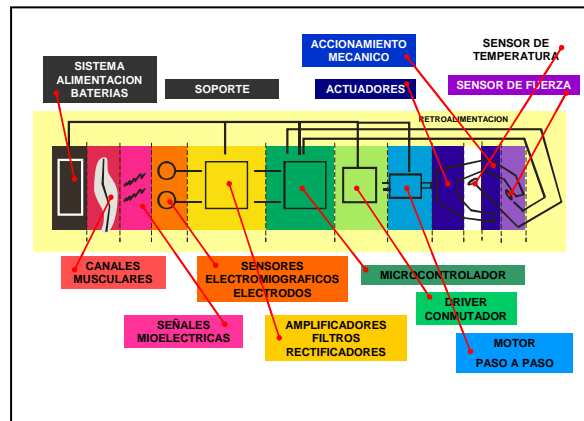 ACCIONAMIENTO
MECANICO
SENSOR DE
TEMPERATURA
SISTEMA
ALIMENTACION
BATERIAS
SOPORTE
ACTUADORES
SENSOR DE FUERZA
RETROALIMENTACION
CANALES
MUSCULARES
SENSORES
ELECTROMIOGRAFICOS
ELECTRODOS
MICROCONTROLADOR
SEÑALES
MIOELECTRICAS
AMPLIFICADORES
FILTROS
RECTIFICADORES
DRIVER
CONMUTADOR
MOTOR
PASO A PASO